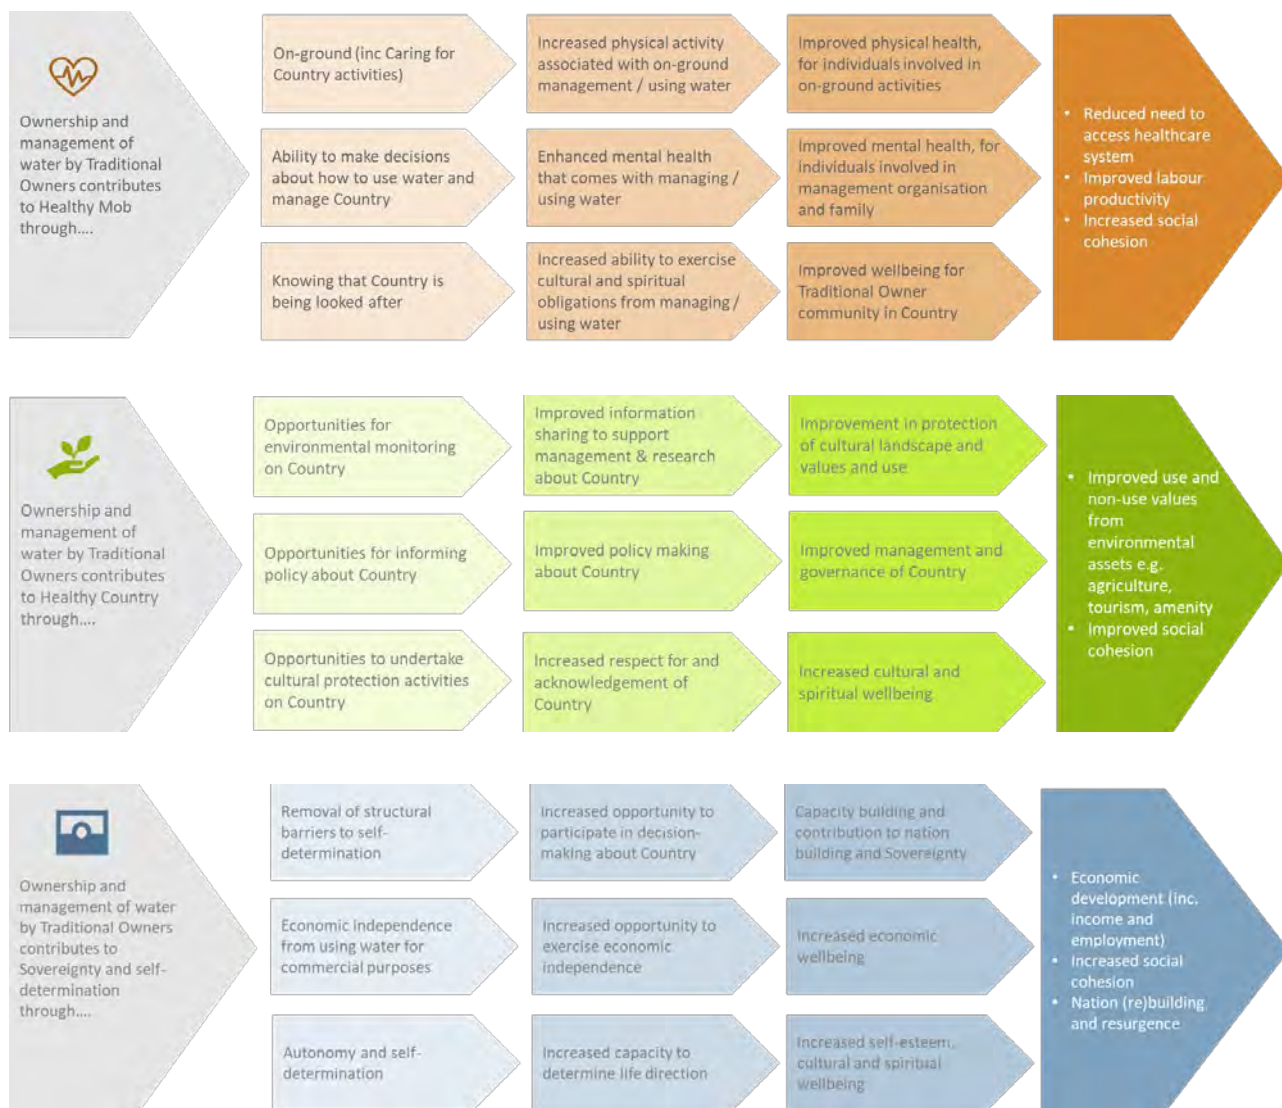 Ownership and
management of
water by Traditional
Owners contributes
to Healthy Mob
through....
On-ground (inc Caring for
Country activities)
Increased physical activity
associated with on-ground
management / using water
Improved physical health,
for individuals involved in
on-ground activities
Ability to make decisions
about how to use water and
manage Country
Enhanced mental health
that comes with managing /
using water
Improved mental health, for
individuals involved in
management organisation
and family
Knowing that Country is
being looked after
Increased ability to exercise
cultural and spiritual
obligations from managing /
using water
Improved wellbeing for
Traditional Owner
community in Country
• Reduced need to
access healthcare
system
• Improved labour
productivity
• Increased social
cohesion
Ownership and
management of
water by Traditional
Owners contributes
to Healthy Country
through....
Opportunities for
environmental monitoring
on Country
Improved information
sharing to support
management & research
about Country
Improvement in protection
of cultural landscape and
values and use
Opportunities for informing
policy about Country
Improved policy making
about Country
Improved management and
governance of Country
Opportunities to undertake
cultural protection activities
on Country
Increased respect for and
acknowledgement of
Country
Increased cultural and
spiritual wellbeing
• Improved use and
non-use values
from
environmental
assets e.g.
agriculture,
tourism, amenity
• Improved social
cohesion
Ownership and
management of water
by Traditional Owners
contributes to
Sovereignty and self-
determination
through....
Removal of structural
barriers to self-
determination
Increased opportunity to
participate in decision-
making about Country
Capacity building and
contribution to nation
building and Sovereignty
Economic independence
from using water for
commercial purposes
Increased opportunity to
exercise economic
independence
Increased economic
wellbeing
Autonomy and self-
determination
Increased capacity to
determine life direction
Increased self-esteem,
cultural and spiritual
wellbeing
• Economic
development (inc.
income and
employment)
• Increased social
cohesion
• Nation (re)building
and resurgence